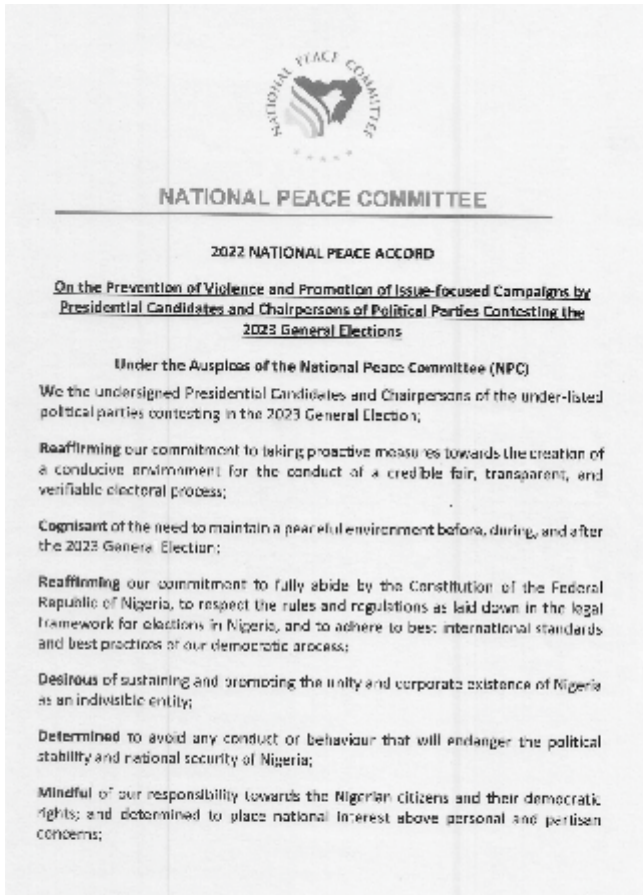 NATIONAL PEACE COMMITTEE
NATIONAL PEACE COMMITTEE
2022 NATIONAL PEACE ACCORD
On the Prevention of Violence and Promotion of Issue-focused Campaigns by
Presidential Candidates and Chairpersons of Political Parties Contesting the
2023 General Elections
Under the Auspices of the National Peace Committee (NPC)
We the undersigned Presidential Candidates and Chairpersons of the under-listed
political parties contesting in the 2023 General Election;
Reaffirming our commitment to taking proactive measures towards the creation of
a conducive environment for the conduct of a credible fair, transparent, and
verifiable electoral process;
Cognisant of the need to maintain a peaceful environment before, during, and after
the 2023 General Election;
Reaffirming our commitment to fully abide by the Constitution of the Federal
Republic of Nigeria, to respect the rules and regulations as laid down in the legal
framework for elections in Nigeria, and to adhere to best international standards
and best practices of our democratic process;
Desirous of sustaining and promoting the unity and corporate existence of Nigeria
as an indivisible entity;
Determined to avoid any conduct or behaviour that will endanger the political
stability and national security of Nigeria;
Mindful of our responsibility towards the Nigerian citizens and their democratic
rights; and determined to place national interest above personal and partisan
concerns;